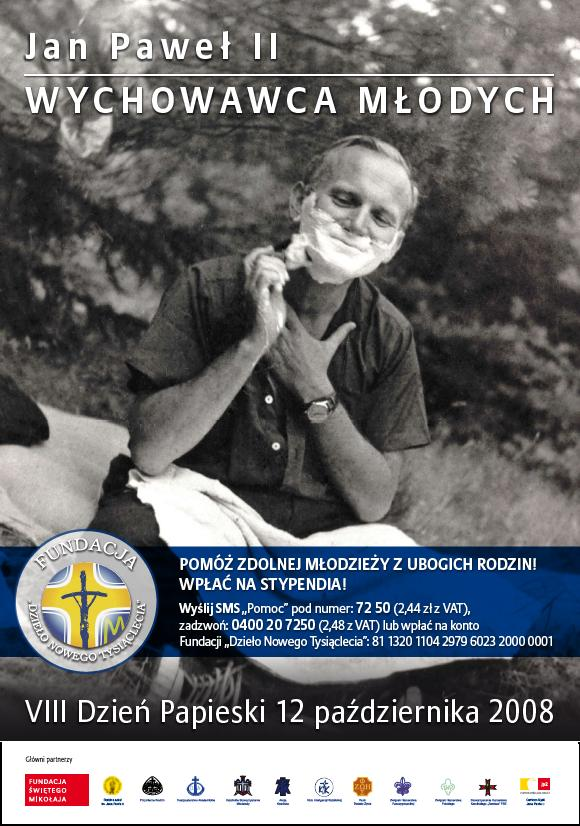 Jan Paweł II
WYCHOWAWCA MŁODYCH
FUNDACJA
„DZIEŁO NOWEGO TYSIĄCLECIA”
M
POMÓŻ ZDOLNEJ MŁODZIEŻY Z UBOGICH RODZIN!
WPŁAĆ NA STYPENDIA!
Wyślij SMS „Pomoc” pod numer: 72 50 (2,44 zł z VAT),
zadzwoń: 0400 20 7250 (2,48 z VAT) lub wpłać na konto
Fundacji „Dzieło Nowego Tysiąclecia”: 81 1320 1104 2979 6023 2000 0001
VIII Dzień Papieski 12 października 2008
Główni partnerzy
FUNDACJA
ŚWIĘTEGO
MIKOŁAJA